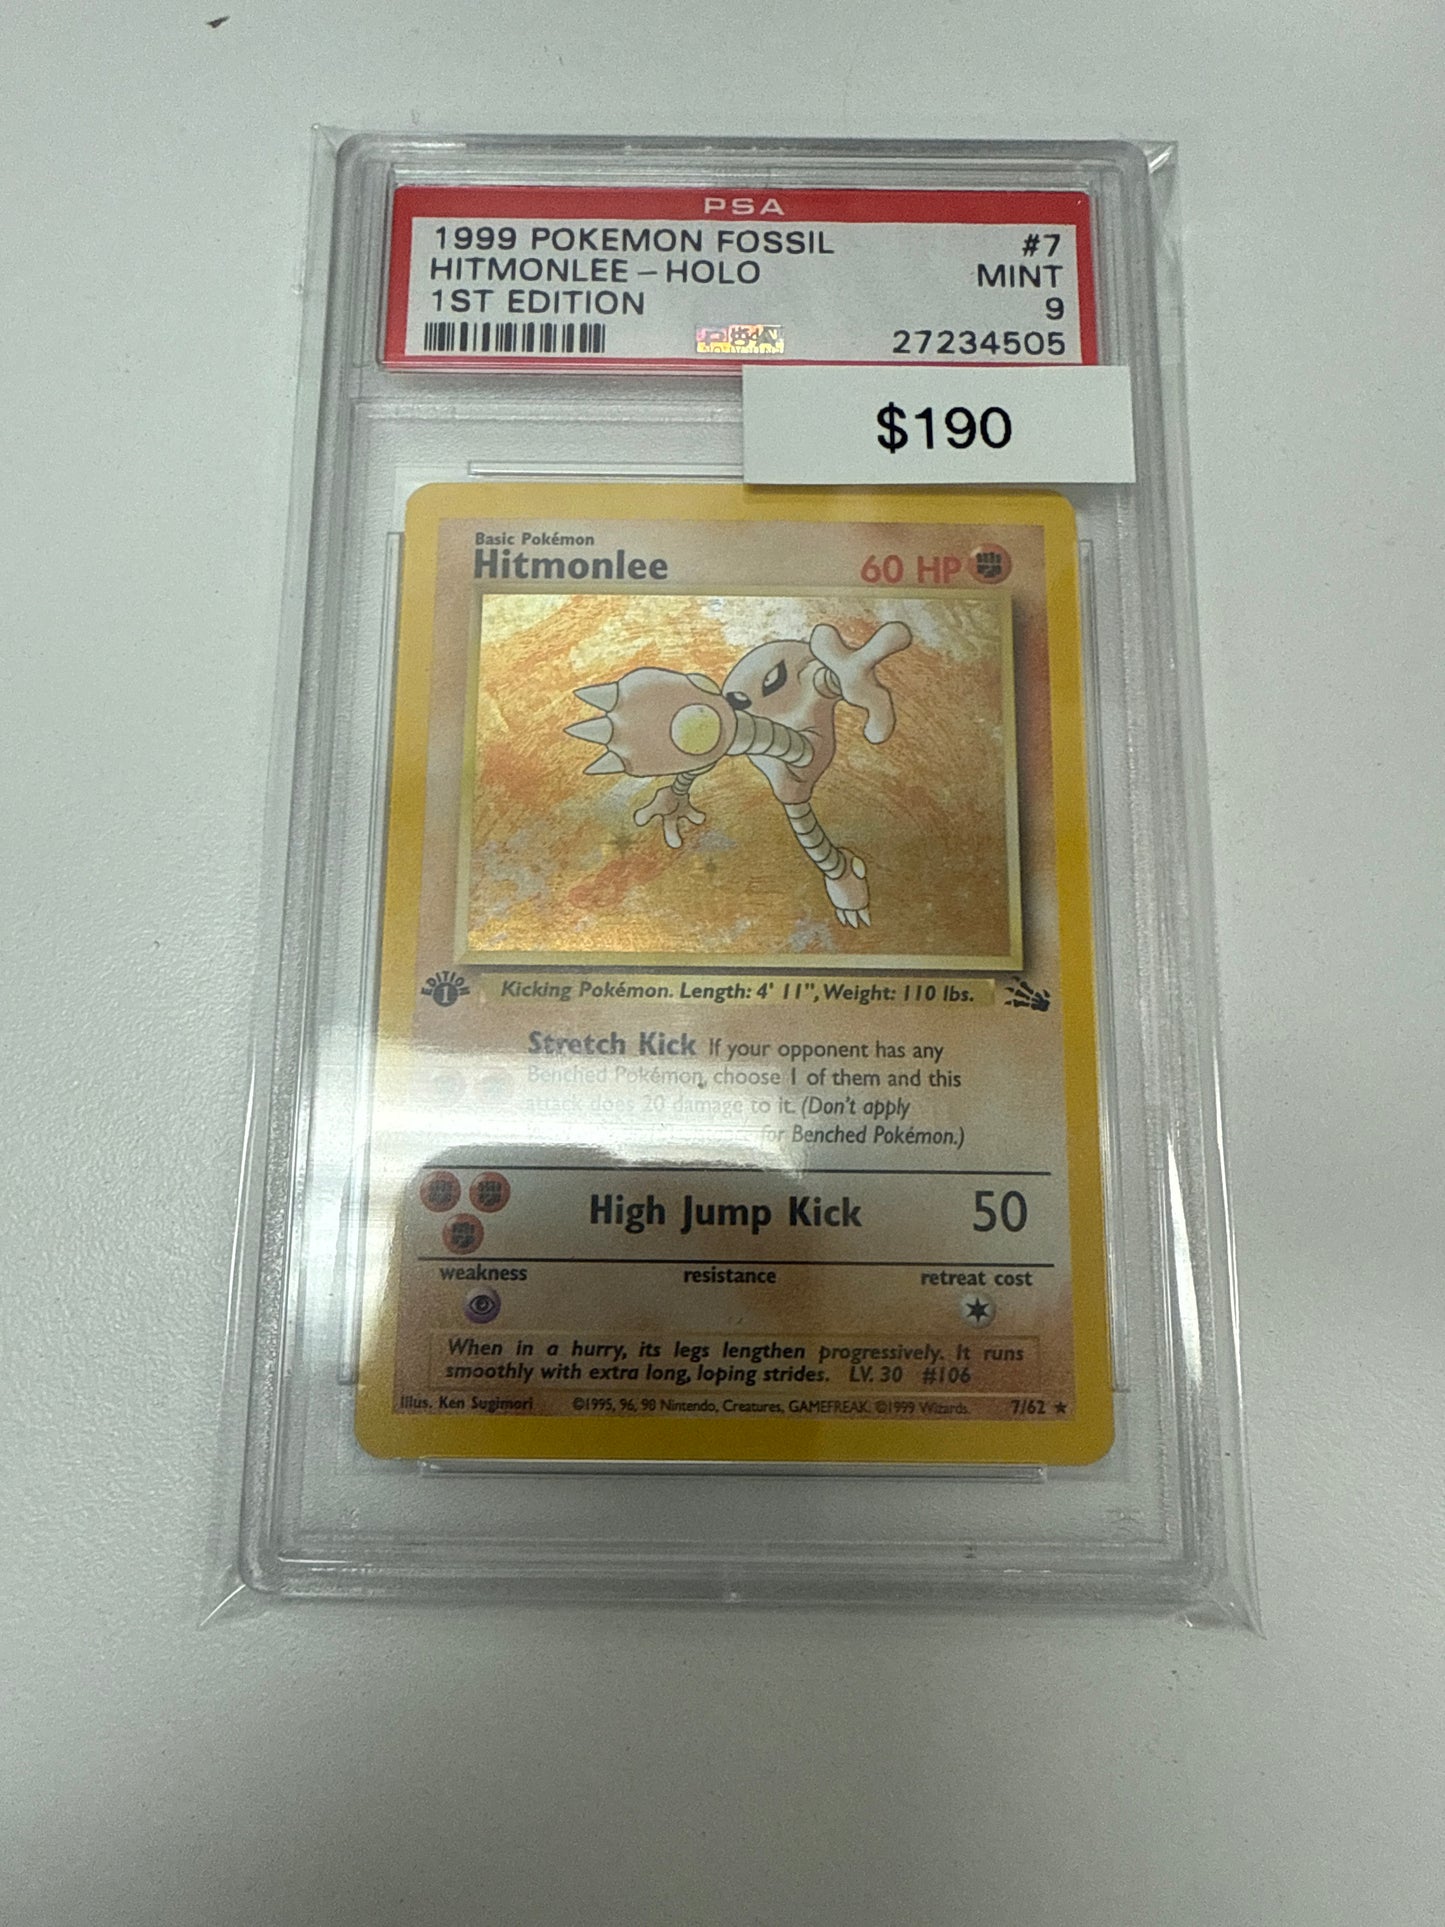 PSA
1999 POKEMON FOSSIL #7
HITMONLEE - HOLO MINT
1ST EDITION 9
27234505
$190
Basic Pokémon
Hitmonlee 60 HP
EDITION
1
Kicking Pokémon. Length: 4' 11", Weight: 110 lbs.
Stretch Kick If your opponent has any
Benched Pokémon, choose 1 of them and this
attack does 20 damage to it. (Don't apply
for Benched Pokémon.)
High Jump Kick 50
weakness resistance retreat cost
When in a hurry, its legs lengthen progressively. It runs
smoothly with extra long, loping strides. LV. 30 #106
Illus. Ken Sugimori ©1995, 96, 98 Nintendo, Creatures, GAMEFREAK. ©1999 Wizards. 7/62 ★